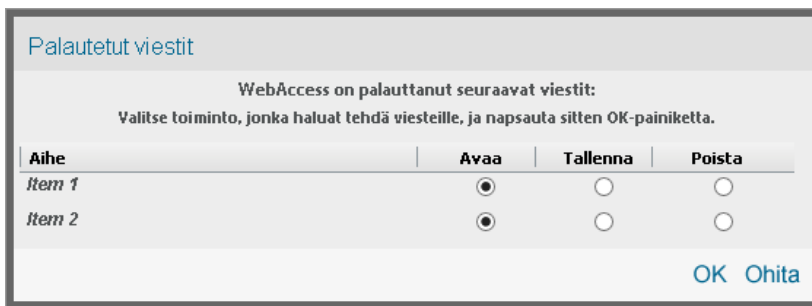 Palautetut viestit
WebAccess on palauttanut seuraavat viestit:
Valitse toiminto, jonka haluat tehdä viesteille, ja napsauta sitten OK-painiketta.
Aihe Avaa Tallenna Poista
Item 1
Item 2
OK Ohita